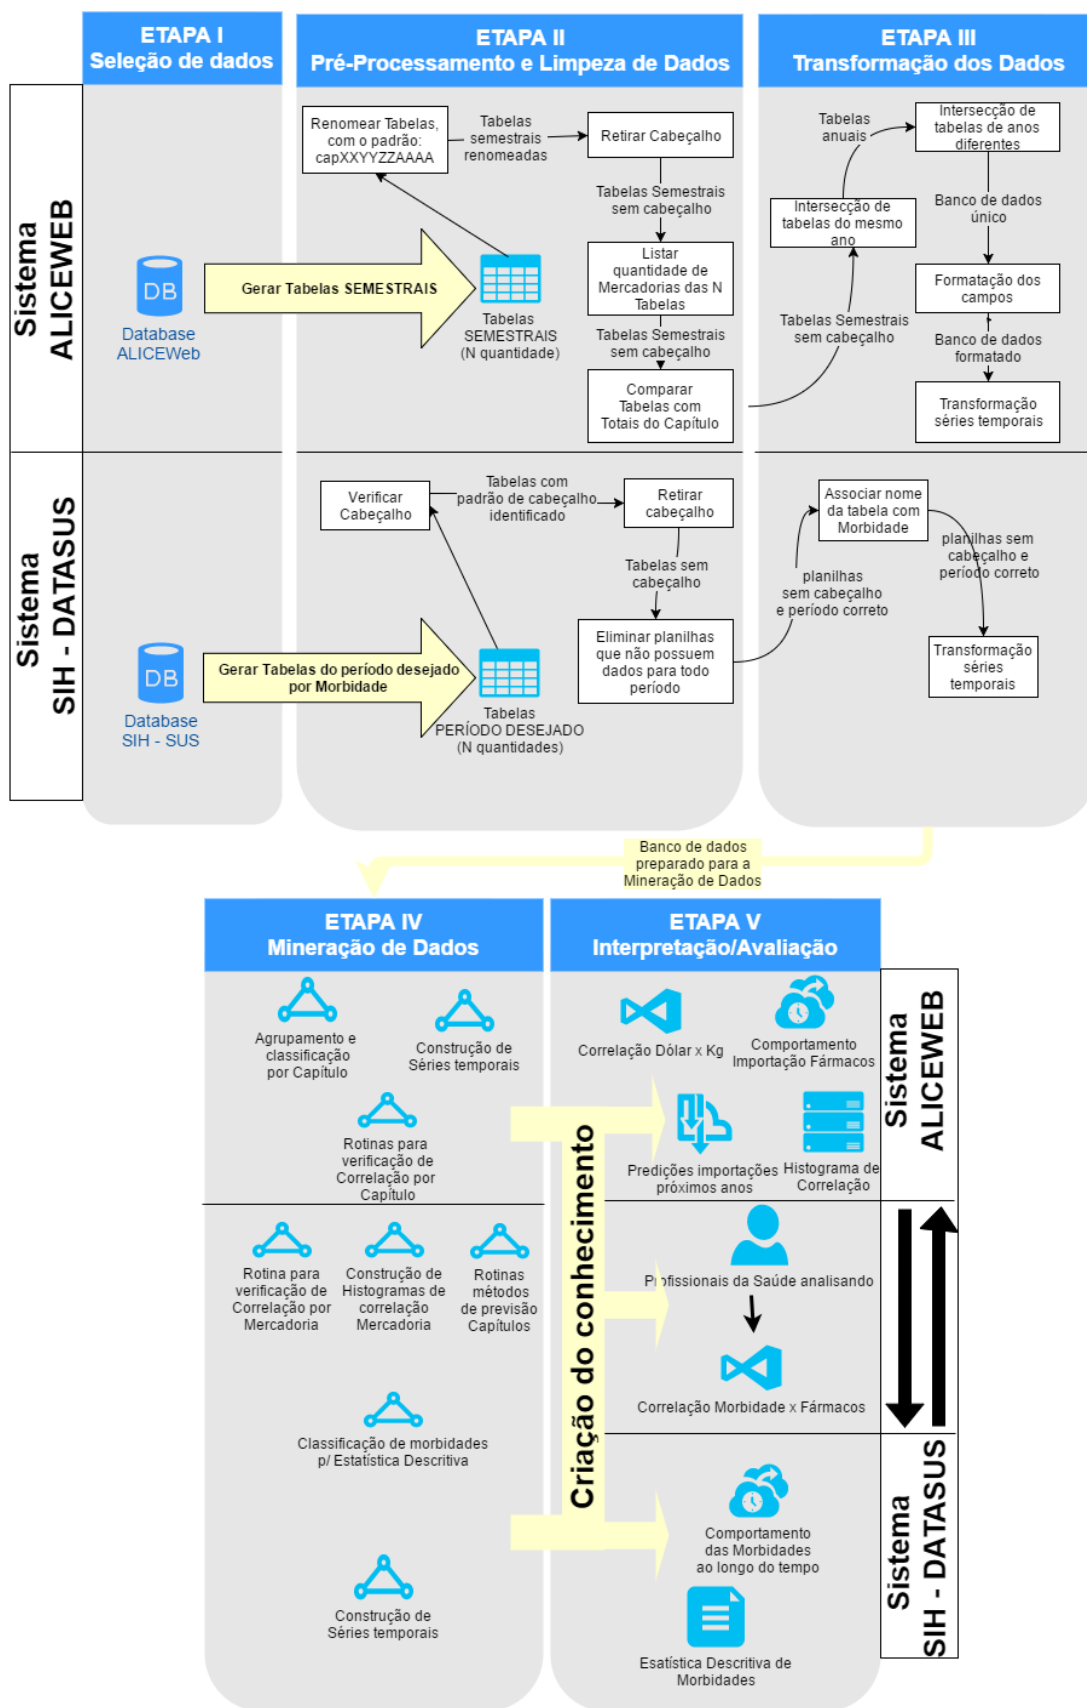 ETAPA I
Seleção de dados
ETAPA II
Pré-Processamento e Limpeza de Dados
ETAPA III
Transformação dos Dados
Sistema
ALICEWEB
Database
ALICEWeb
Gerar Tabelas SEMESTRAIS
Renomear Tabelas,
com o padrão:
capXXYYZZAAAA
Tabelas
semestrais
renomeadas
Retirar Cabeçalho
Tabelas Semestrais
sem cabeçalho
Tabelas
SEMESTRAIS
(N quantidade)
Listar
quantidade de
Mercadorias das N
Tabelas
Tabelas Semestrais
sem cabeçalho
Comparar
Tabelas com
Totais do Capítulo
Tabelas Semestrais
sem cabeçalho
Intersecção de
tabelas do mesmo
ano
Tabelas
anuais
Intersecção de
tabelas de anos
diferentes
Banco de dados
único
Formatação dos
campos
Banco de dados
formatado
Transformação
séries temporais
Sistema
SIH - DATASUS
Database
SIH - SUS
Gerar Tabelas do período desejado
por Morbidade
Verificar
Cabeçalho
Tabelas com
padrão de cabeçalho
identificado
Retirar
cabeçalho
Tabelas sem
cabeçalho
Tabelas
PERÍODO DESEJADO
(N quantidades)
Eliminar planilhas
que não possuem
dados para todo
período
planilhas
sem cabeçalho
e período correto
Associar nome
da tabela com
Morbidade
planilhas sem
cabeçalho e
período correto
Transformação
séries
temporais
Banco de dados
preparado para a
Mineração de Dados
ETAPA IV
Mineração de Dados
ETAPA V
Interpretação/Avaliação
Agrupamento e
classificação
por Capítulo
Construção de
Séries temporais
Rotinas para
verificação de
Correlação por
Capítulo
Rotina para
verificação de
Correlação por
Mercadoria
Construção de
Histogramas de
correlação
Mercadoria
Rotinas
métodos
de previsão
Capítulos
Classificação de morbidades
p/ Estatística Descritiva
Construção de
Séries temporais
Criação do conhecimento
Correlação Dólar x Kg
Comportamento
Importação Fármacos
Predições importações
próximos anos
Histograma de
Correlação
Profissionais da Saúde analisando
Correlação Morbidade x Fármacos
Comportamento
das Morbidades
ao longo do tempo
Esatística Descritiva de
Morbidades
Sistema
ALICEWEB
Sistema
SIH - DATASUS